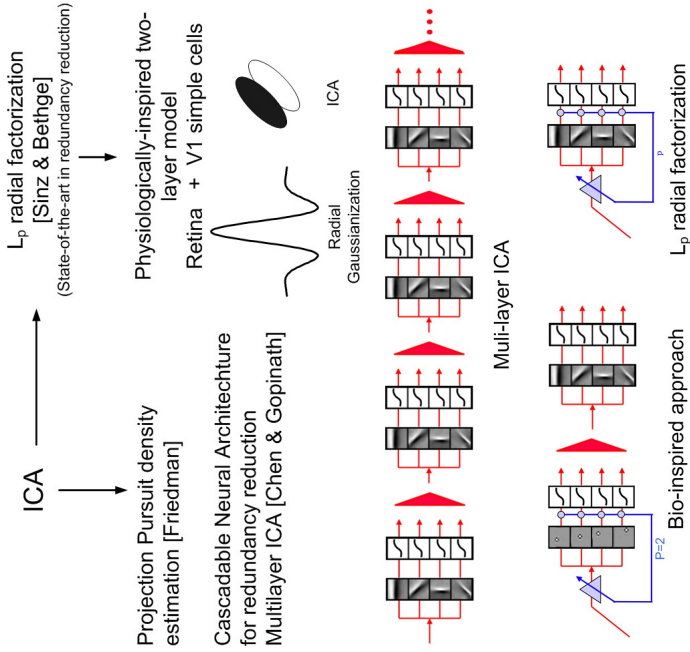 ICA
Projection Pursuit density
estimation [Friedman]
Cascadable Neural Architechture
for redundancy reduction
Multilayer ICA [Chen & Gopinath]
Lp radial factorization
[Sinz & Bethge]
(State-of-the-art in redundancy reduction)
Physiologically-inspired two-
layer model
Retina + V1 simple cells
Radial
Gaussianization
ICA
Muli-layer ICA
P=2
Bio-inspired approach
p
Lp radial factorization